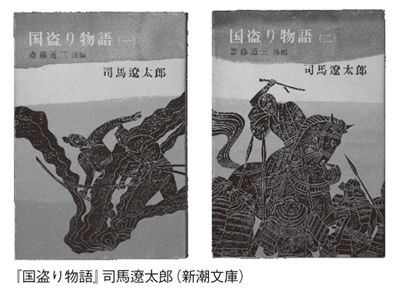 国盗り物語(一)
斎藤道三 前編
司馬遼太郎
国盗り物語(二)
斎藤道三 後編
司馬遼太郎
『国盗り物語』司馬遼太郎(新潮文庫)